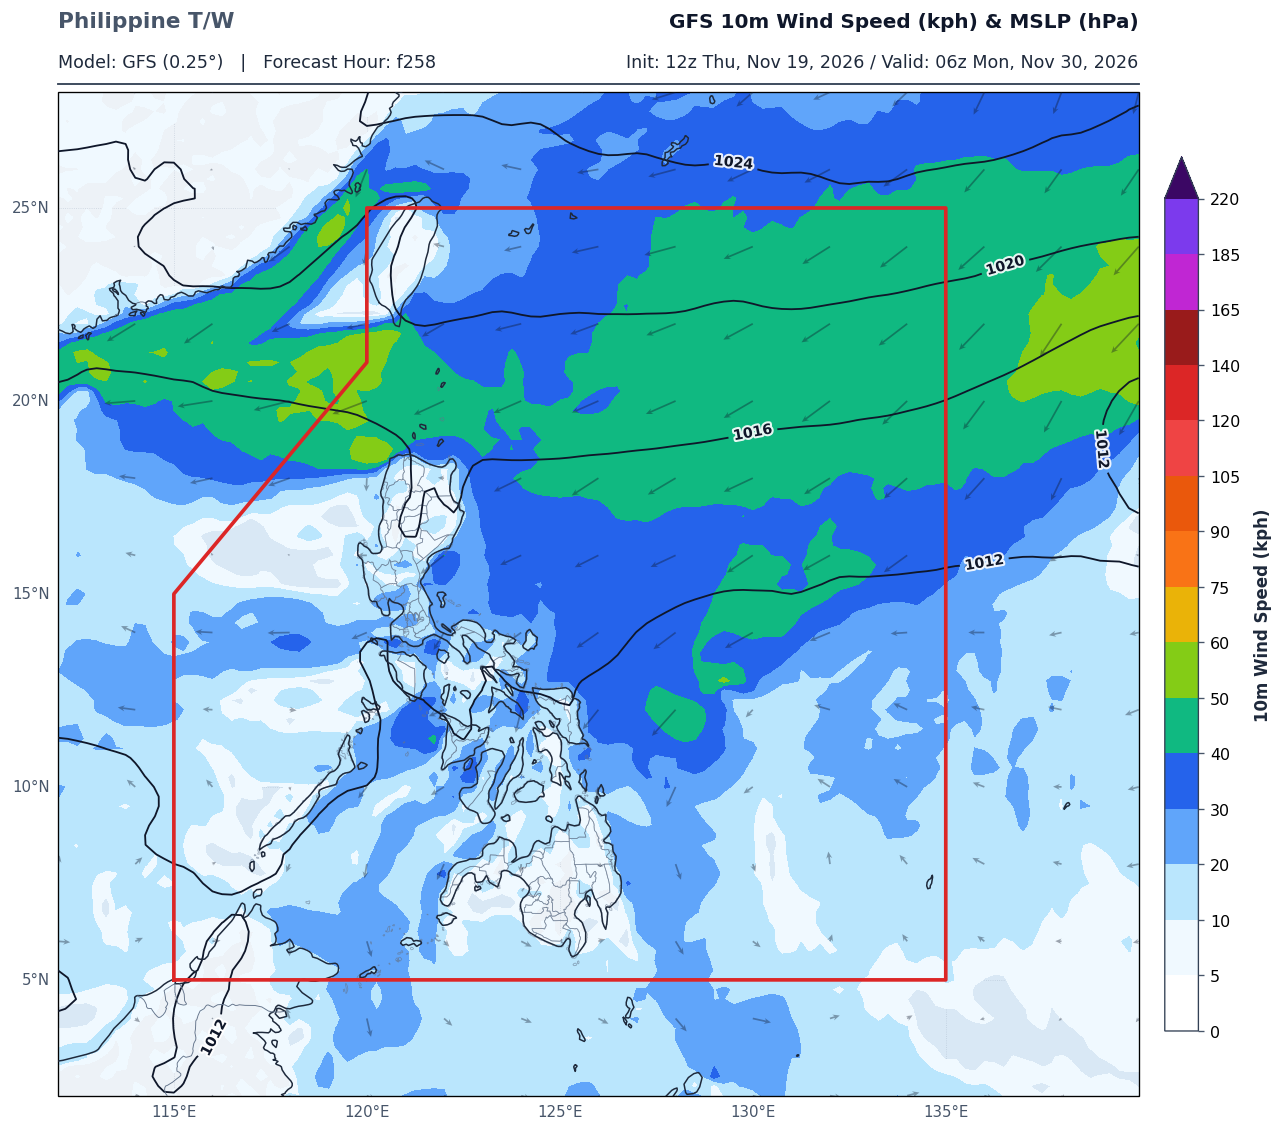 Philippine T/W
GFS 10m Wind Speed (kph) & MSLP (hPa)
Model: GFS (0.25°) | Forecast Hour: f258
Init: 12z Thu, Nov 19, 2026 / Valid: 06z Mon, Nov 30, 2026
25°N
20°N
15°N
10°N
5°N
115°E
120°E
125°E
130°E
135°E
1024
1020
1016
1012
1012
1012
220
185
165
140
120
105
90
75
60
50
40
30
20
10
5
0
10m Wind Speed (kph)